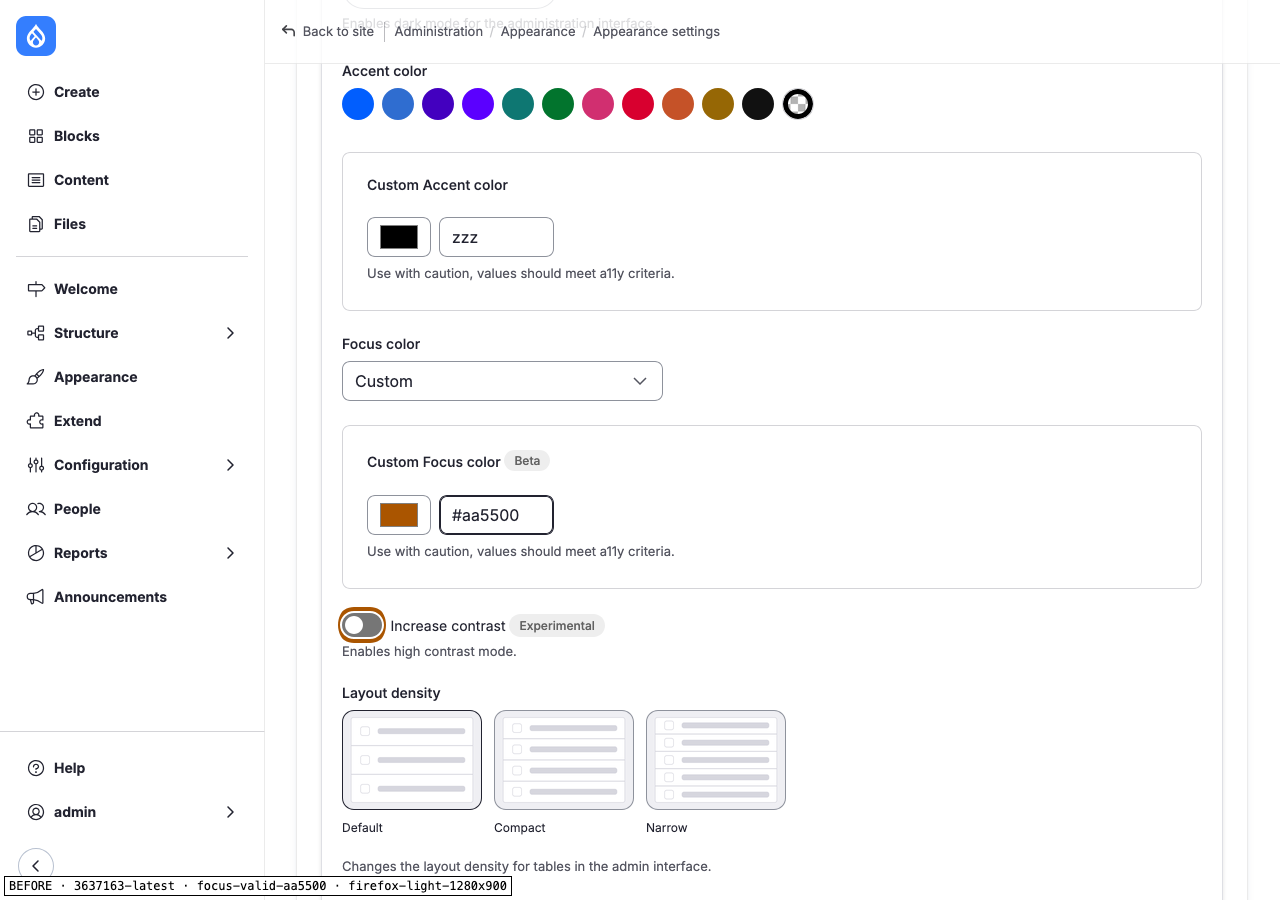 Enables dark mode for the administration interface.
Back to site / Administration / Appearance / Appearance settings
Create
Blocks
Content
Files
Welcome
Structure
Appearance
Extend
Configuration
People
Reports
Announcements
Help
admin
Accent color
Custom Accent color
zzz
Use with caution, values should meet a11y criteria.
Focus color
Custom
Custom Focus color Beta
#aa5500
Use with caution, values should meet a11y criteria.
Increase contrast Experimental
Enables high contrast mode.
Layout density
Default Compact Narrow
Changes the layout density for tables in the admin interface.
BEFORE · 3637163-latest · focus-valid-aa5500 · firefox-light-1280x900